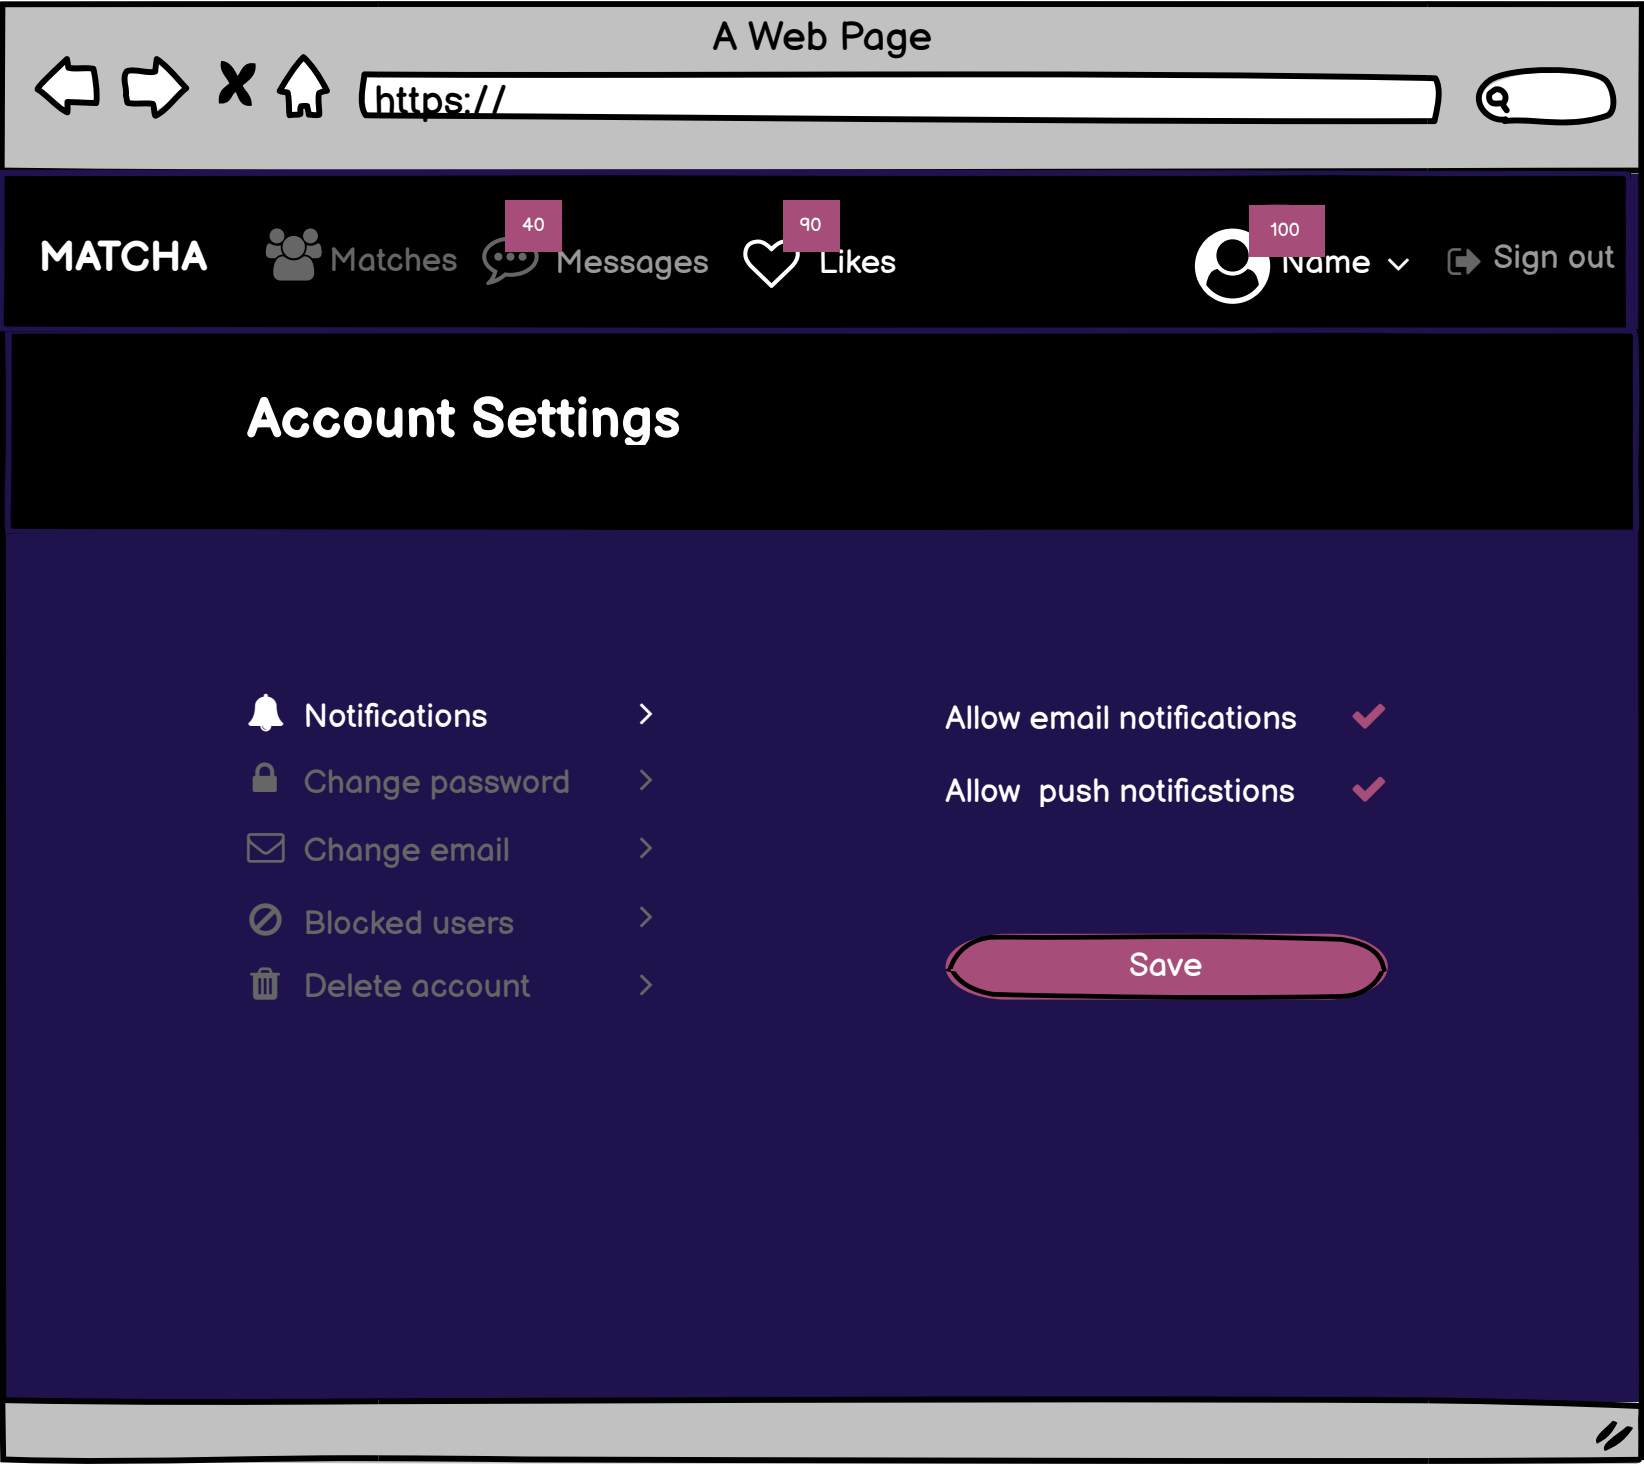 A Web Page
https://
MATCHA
Matches
40
Messages
90
Likes
100
Name
Sign out
Account Settings
Notifications
Change password
Change email
Blocked users
Delete account
Allow email notifications
Allow  push notificstions
Save